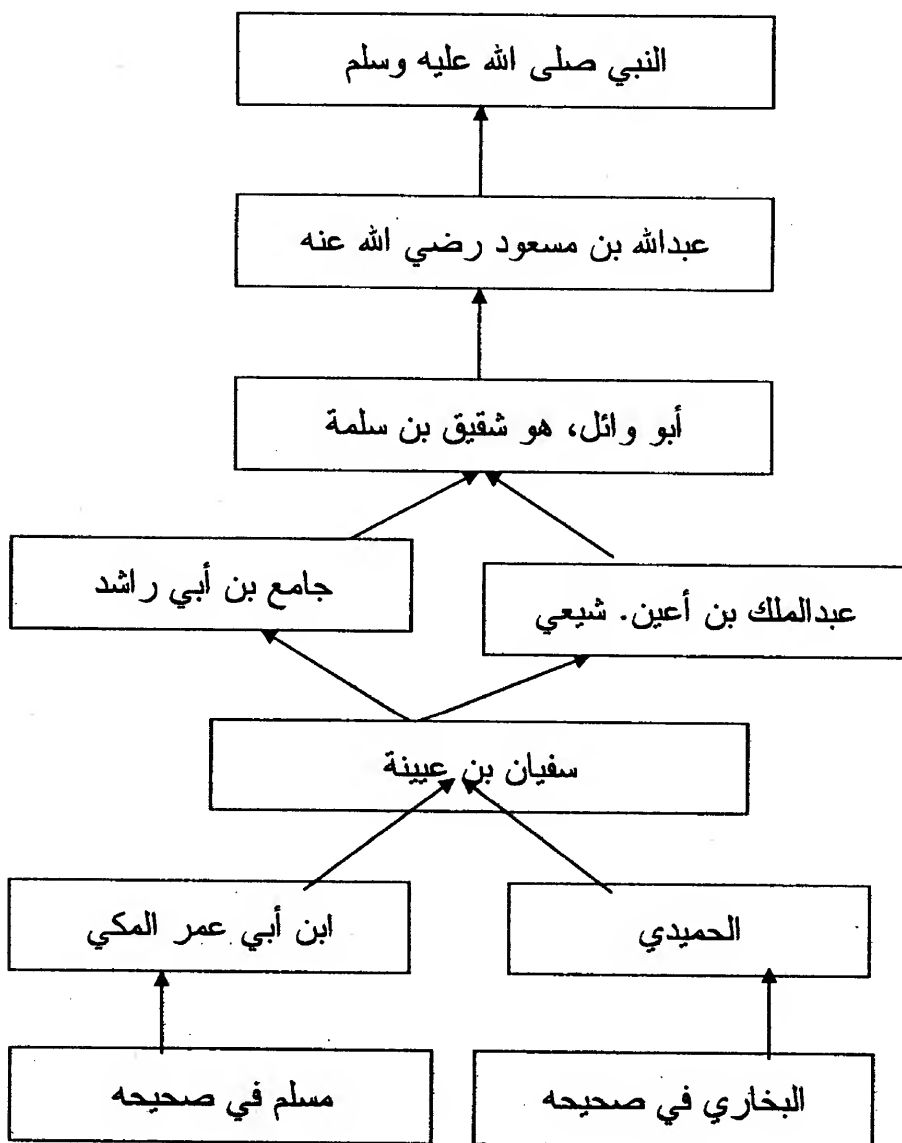 النبي صلى الله عليه وسلم
عبدالله بن مسعود رضي الله عنه
أبو وائل، هو شقيق بن سلمة
جامع بن أبي راشد
عبدالملك بن أعين. شيعي
سفيان بن عيينة
الحميدي
ابن أبي عمر المكي
البخاري في صحيحه
مسلم في صحيحه